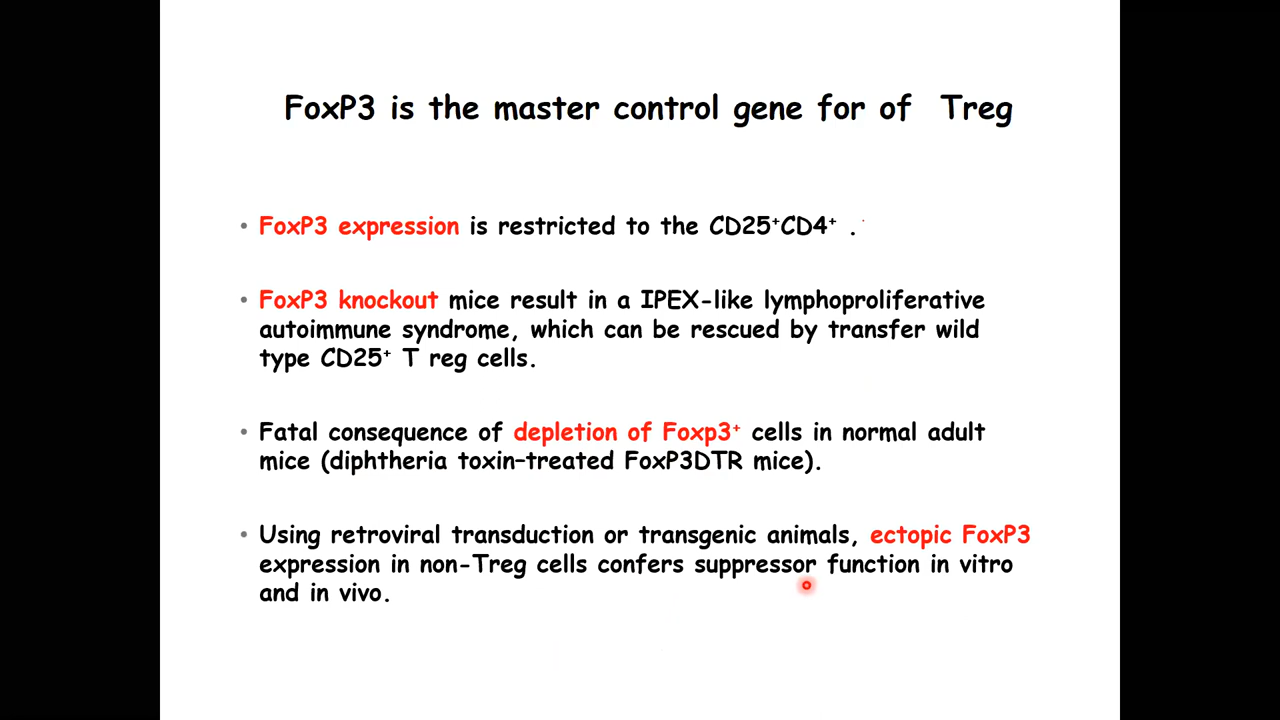 FoxP3 is the master control gene for of Treg
• FoxP3 expression is restricted to the CD25⁺CD4⁺ .
• FoxP3 knockout mice result in a IPEX-like lymphoproliferative
autoimmune syndrome, which can be rescued by transfer wild
type CD25⁺ T reg cells.
• Fatal consequence of depletion of Foxp3⁺ cells in normal adult
mice (diphtheria toxin–treated FoxP3DTR mice).
• Using retroviral transduction or transgenic animals, ectopic FoxP3
expression in non-Treg cells confers suppressor function in vitro
and in vivo.